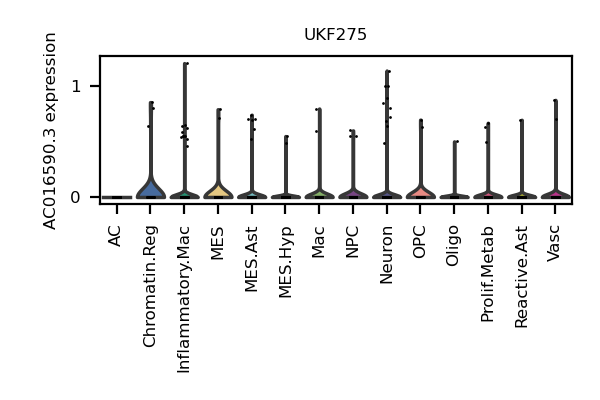 UKF275
AC016590.3 expression
1
0
AC
Chromatin.Reg
Inflammatory.Mac
MES
MES.Ast
MES.Hyp
Mac
NPC
Neuron
OPC
Oligo
Prolif.Metab
Reactive.Ast
Vasc